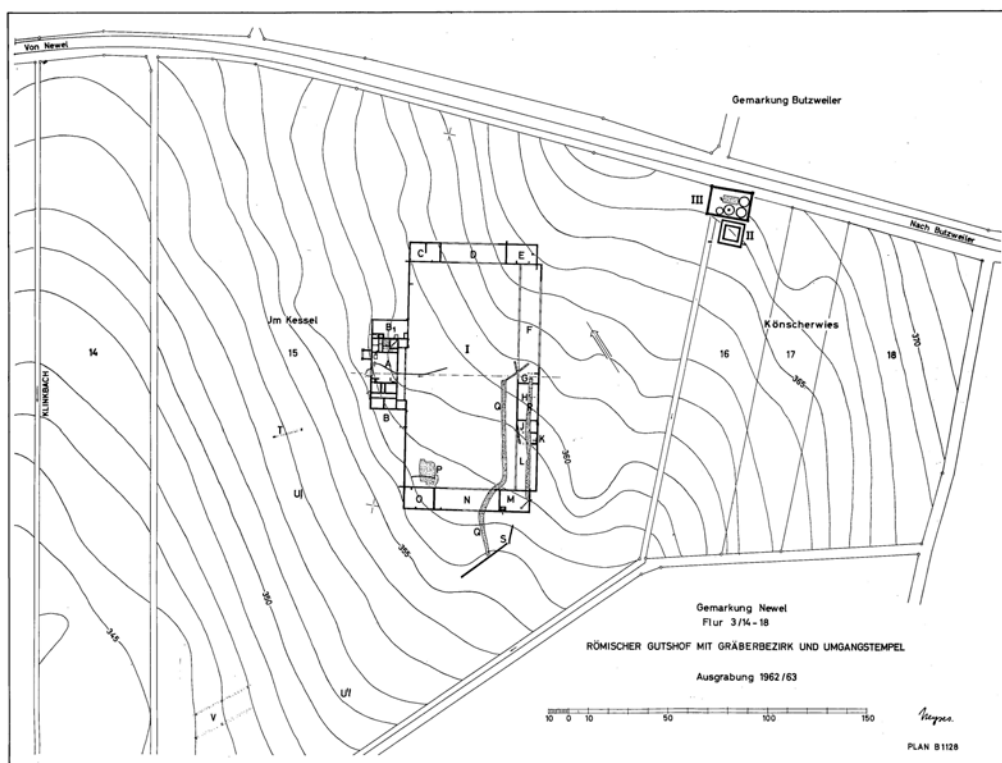 Von Newel
Gemarkung Butzweiler
III
II
Nach Butzweiler
C
D
E
Jm Kessel
B1
F
I
Könscherwies
370
14
15
A
16
17
18
365
G
KLINKBACH
H
Q
R
B
T
J
K
360
L
P
U
O
N
M
Q
S
355
350
345
Gemarkung Newel
Flur 3/14-18
RÖMISCHER GUTSHOF MIT GRÄBERBEZIRK UND UMGANGSTEMPEL
Ausgrabung 1962/63
V
10 0 10 50 100 150
PLAN B1128